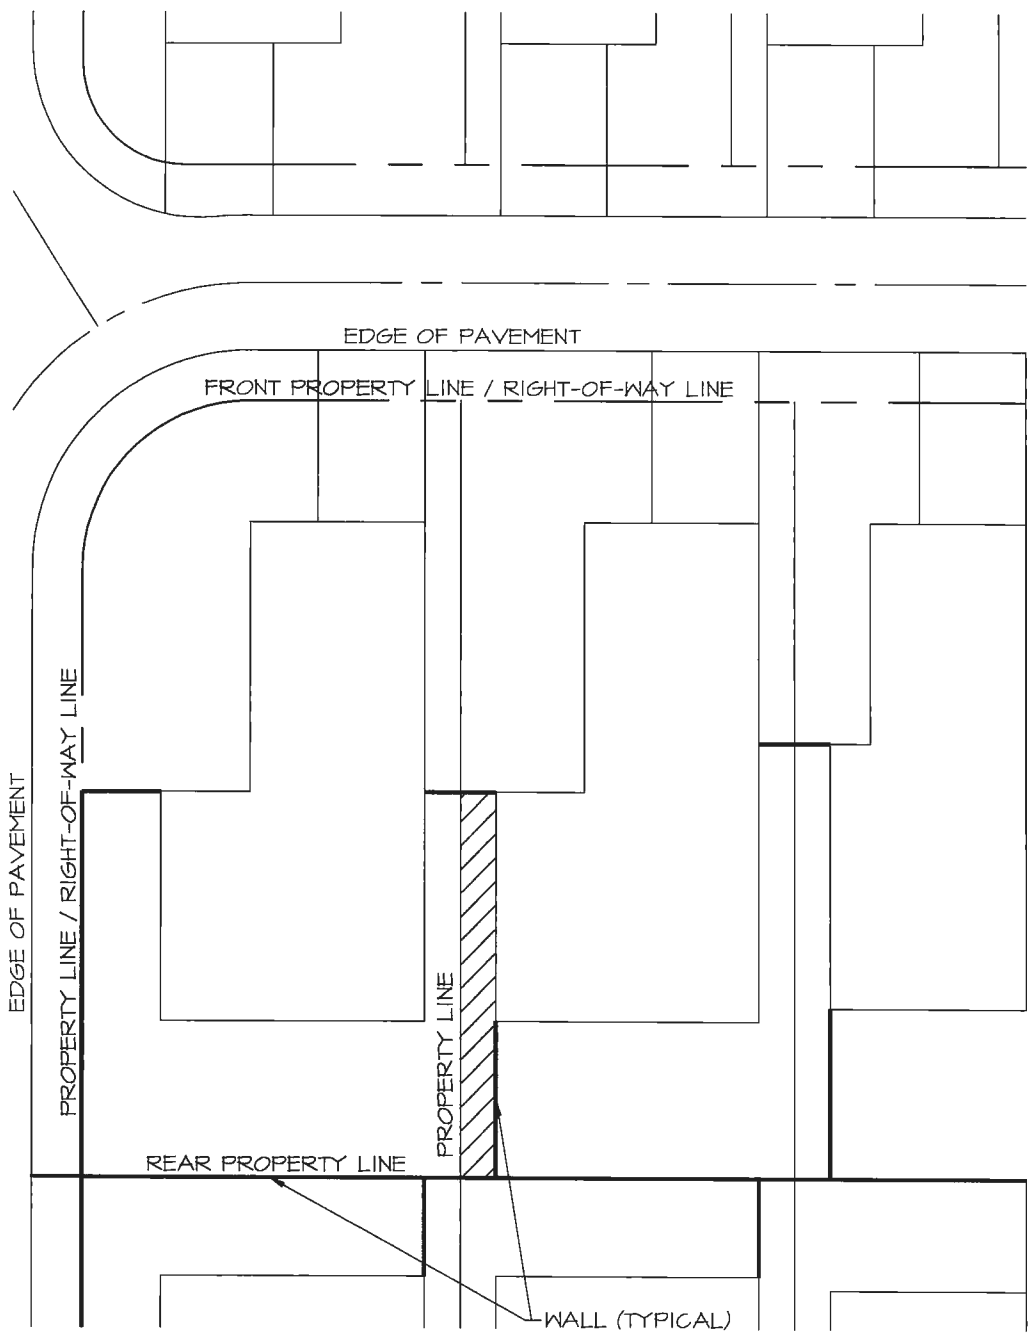 EDGE OF PAVEMENT
FRONT PROPERTY LINE / RIGHT-OF-WAY LINE
PROPERTY LINE / RIGHT-OF-WAY LINE
EDGE OF PAVEMENT
PROPERTY LINE
REAR PROPERTY LINE
WALL (TYPICAL)